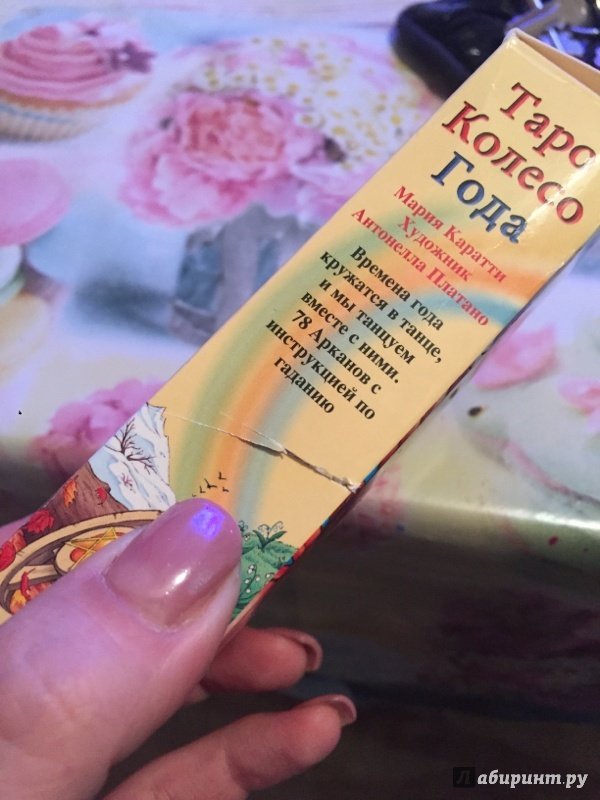 Таро
Колесо
Года
Мария Каратти
Художник
Антонелла Платано
Времена года
кружатся в танце,
и мы танцуем
вместе с ними.
78 Арканов с
инструкцией по
гаданию
Лабиринт.ру